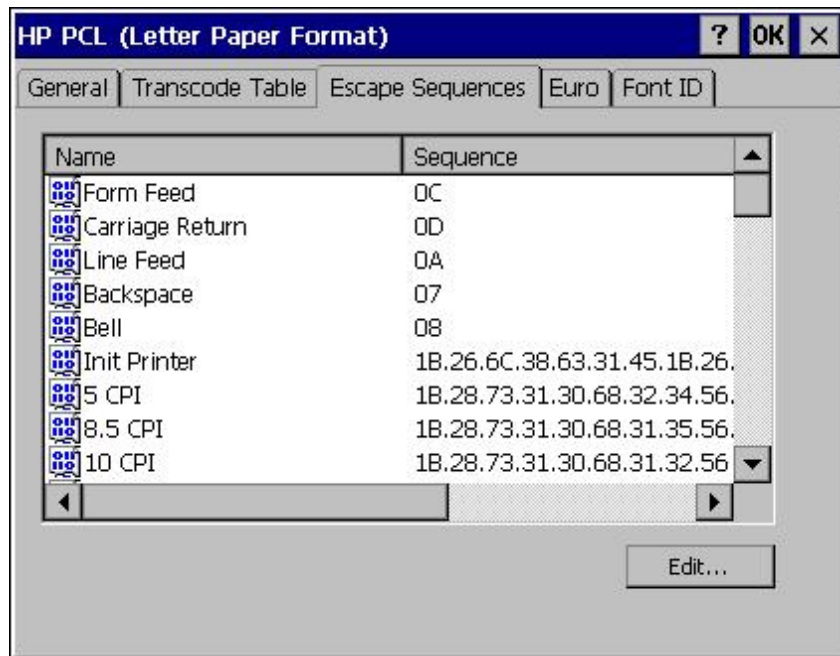 HP PCL (Letter Paper Format) ? OK ×
General Transcode Table Escape Sequences Euro Font ID
Name Sequence
Form Feed 0C
Carriage Return 0D
Line Feed 0A
Backspace 07
Bell 08
Init Printer 1B.26.6C.38.63.31.45.1B.26.
5 CPI 1B.28.73.31.30.68.32.34.56.
8.5 CPI 1B.28.73.31.30.68.31.35.56.
10 CPI 1B.28.73.31.30.68.31.32.56
Edit...